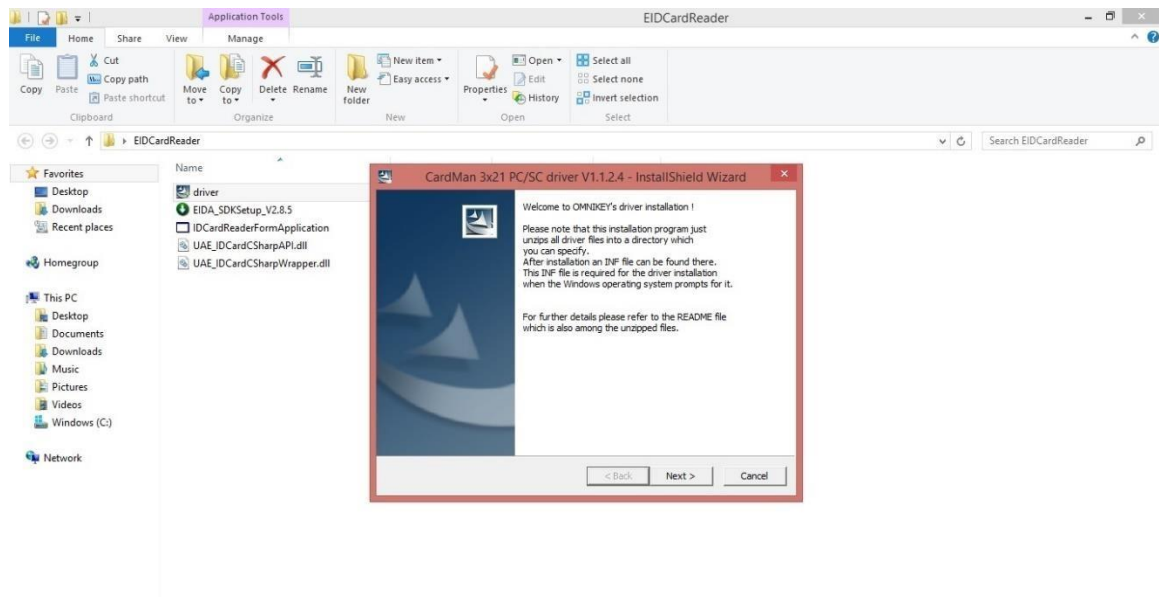 Application Tools
EIDCardReader
File Home Share View Manage
Copy
Paste
Cut
Copy path
Paste shortcut
Clipboard
Move to
Copy to
Delete
Rename
Organize
New folder
New item
Easy access
New
Properties
Open
Edit
History
Open
Select all
Select none
Invert selection
Select
EIDCardReader
Search EIDCardReader
Favorites
Desktop
Downloads
Recent places
Homegroup
This PC
Desktop
Documents
Downloads
Music
Pictures
Videos
Windows (C:)
Network
Name
driver
EIDA_SDKSetup_V2.8.5
IDCardReaderFormApplication
UAE_IDCardCSharpAPI.dll
UAE_IDCardCSharpWrapper.dll
CardMan 3x21 PC/SC driver V1.1.2.4 - InstallShield Wizard
Welcome to OMNIKEY's driver installation !
Please note that this installation program just
unzips all driver files into a directory which
you can specify.
After installation an INF file can be found there.
This INF file is required for the driver installation
when the Windows operating system prompts for it.
For further details please refer to the README file
which is also among the unzipped files.
< Back Next > Cancel